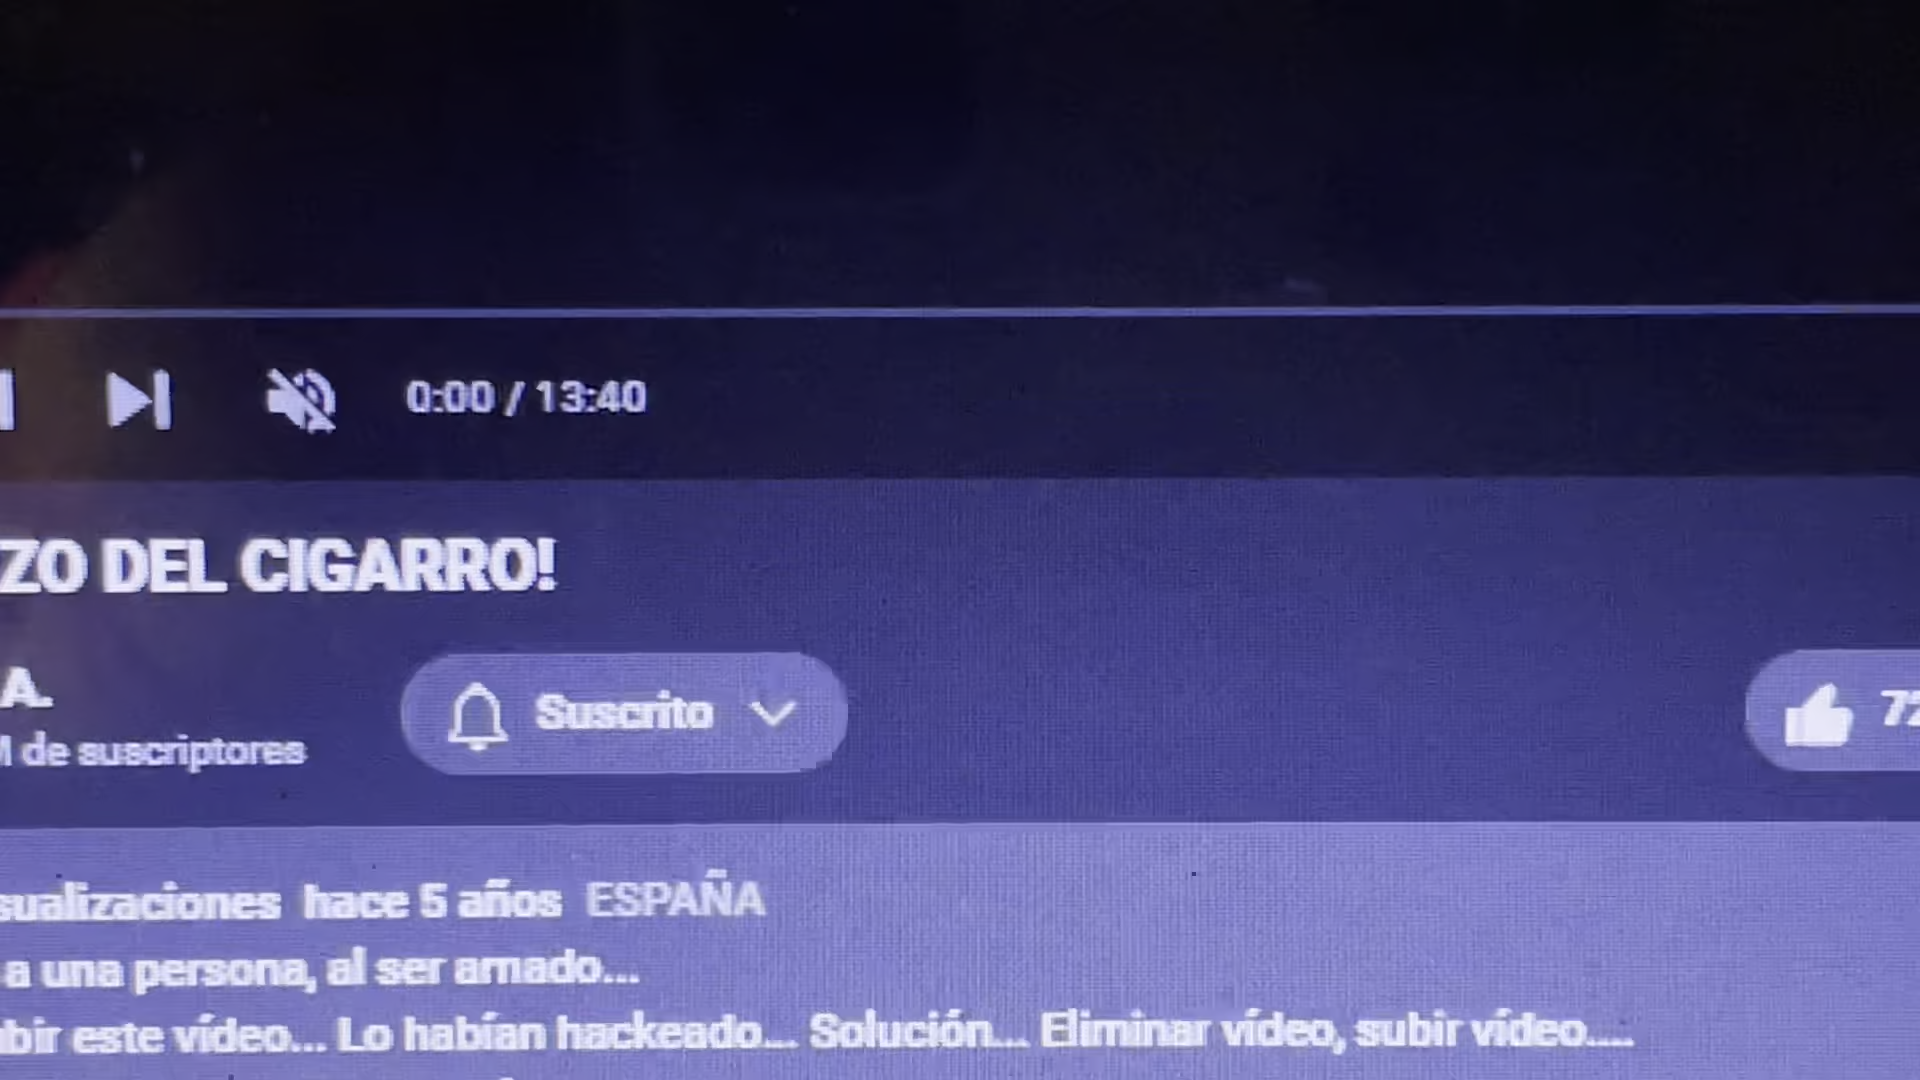 0:00 / 13:40
ZO DEL CIGARRO!
A.
M de suscriptores
Suscrito
72
sualizaciones hace 5 años ESPAÑA
a una persona, al ser amado...
bir este vídeo... Lo habían hackeado... Solución... Eliminar vídeo, subir vídeo....